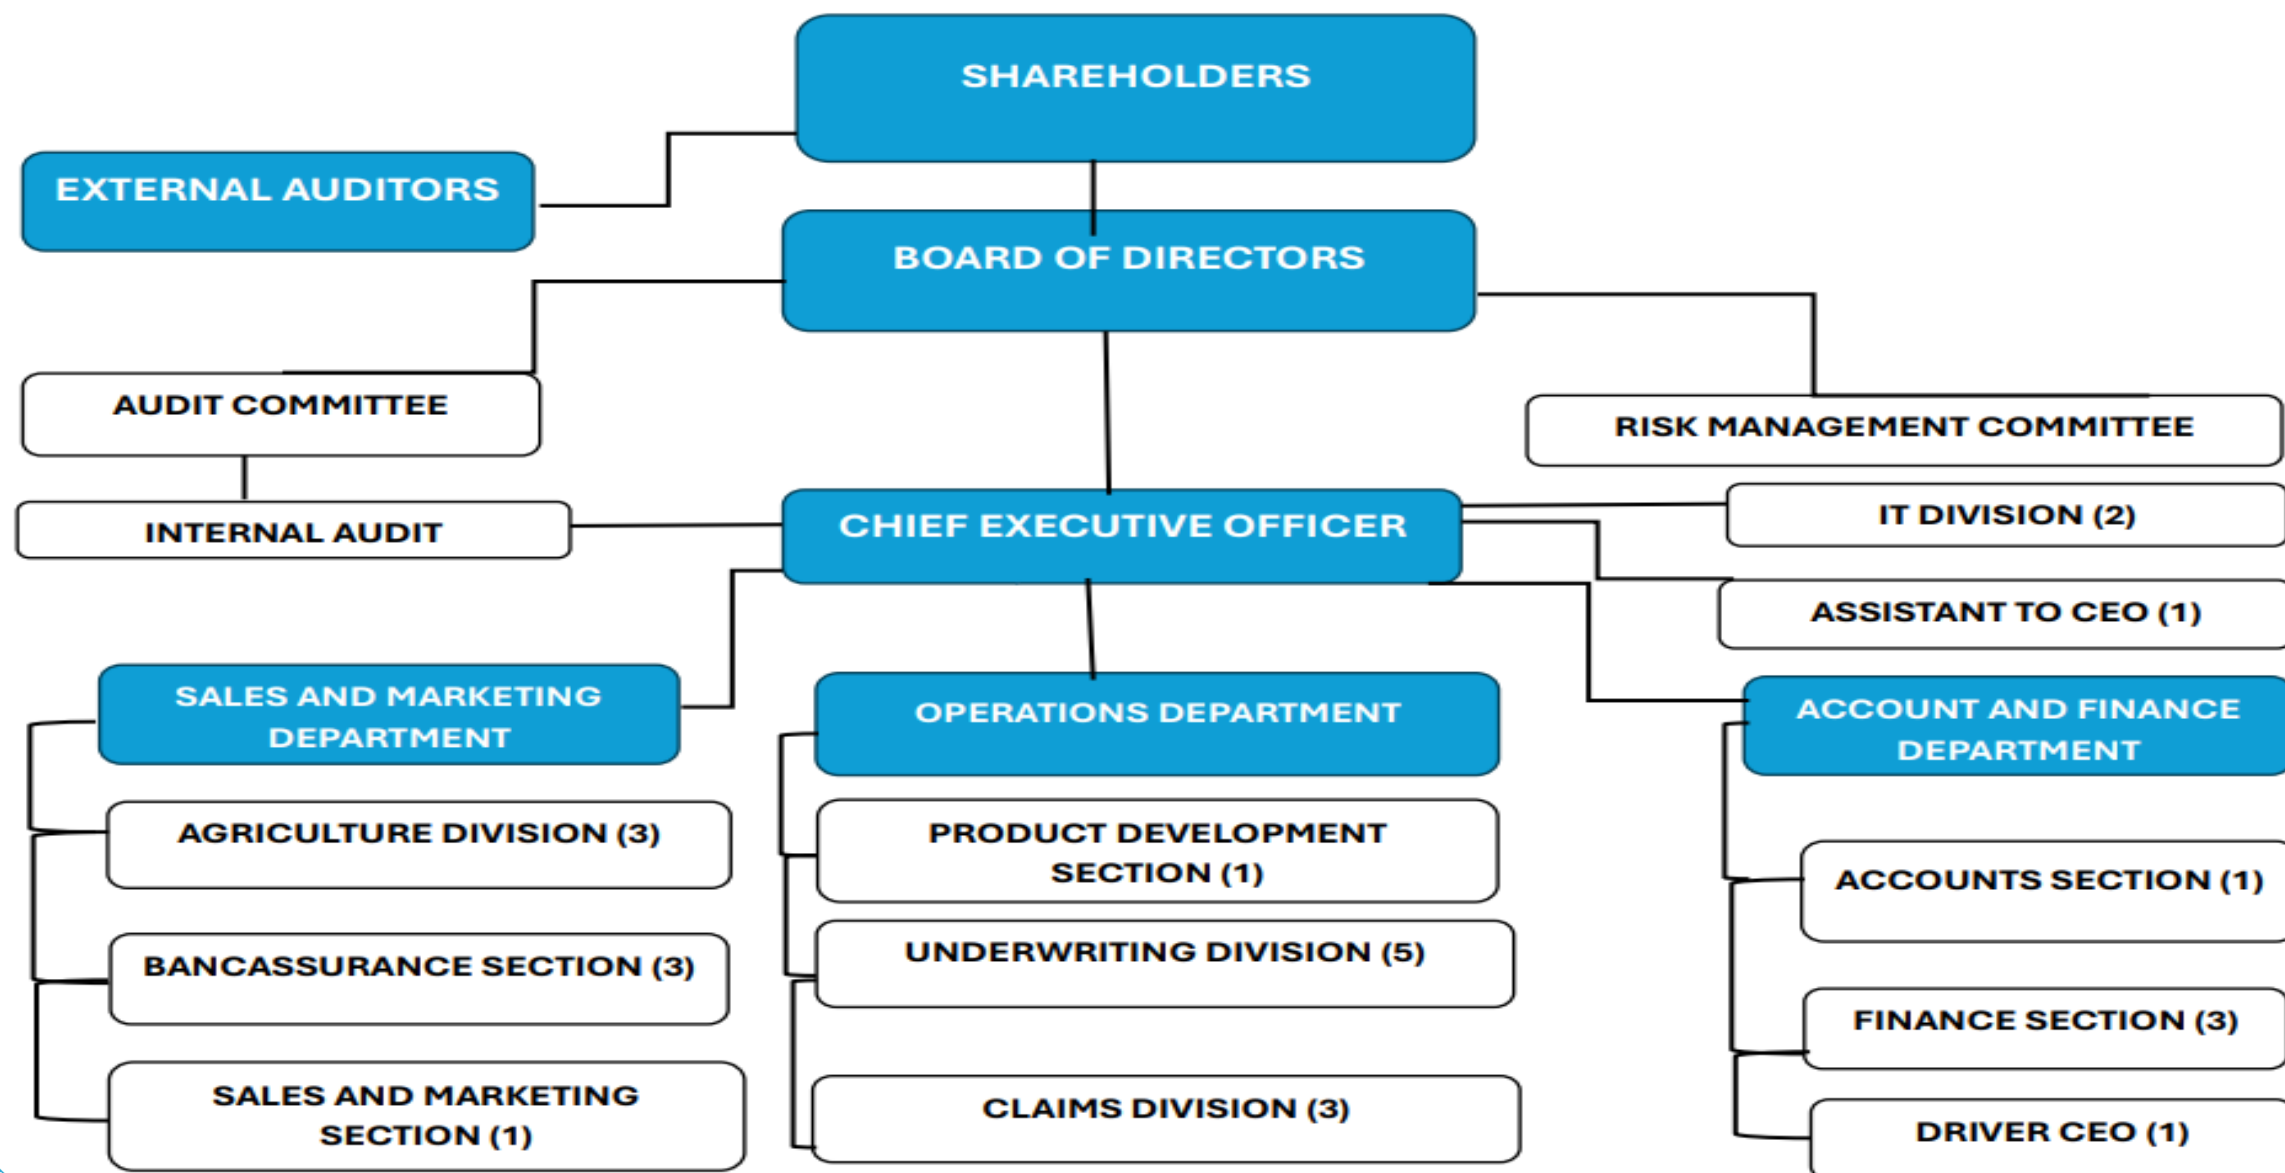 SHAREHOLDERS
EXTERNAL AUDITORS
BOARD OF DIRECTORS
AUDIT COMMITTEE
RISK MANAGEMENT COMMITTEE
INTERNAL AUDIT
CHIEF EXECUTIVE OFFICER
IT DIVISION (2)
ASSISTANT TO CEO (1)
SALES AND MARKETING
DEPARTMENT
OPERATIONS DEPARTMENT
ACCOUNT AND FINANCE
DEPARTMENT
AGRICULTURE DIVISION (3)
PRODUCT DEVELOPMENT
SECTION (1)
ACCOUNTS SECTION (1)
BANCASSURANCE SECTION (3)
UNDERWRITING DIVISION (5)
FINANCE SECTION (3)
SALES AND MARKETING
SECTION (1)
CLAIMS DIVISION (3)
DRIVER CEO (1)